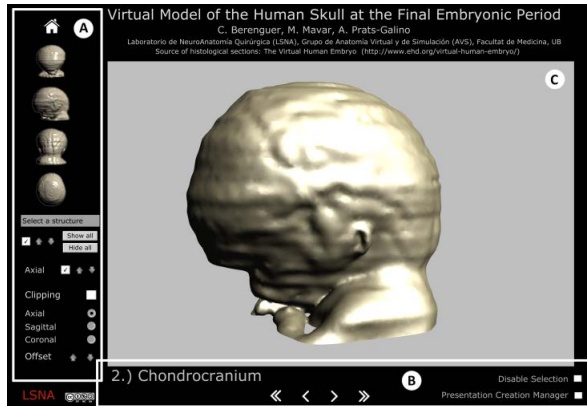 Virtual Model of the Human Skull at the Final Embryonic Period
C. Berenguer, M. Mavar, A. Prats-Galino
Laboratorio de NeuroAnatomía Quirúrgica (LSNA), Grupo de Anatomía Virtual y de Simulación (AVS), Facultat de Medicina, UB
Source of histological sections: The Virtual Human Embryo (http://www.ehd.org/virtual-human-embryo/)
A
C
Select a structure
Show all
Hide all
Axial
Clipping
Axial
Sagittal
Coronal
Offset
2.) Chondrocranium
B
Disable Selection
Presentation Creation Manager
LSNA